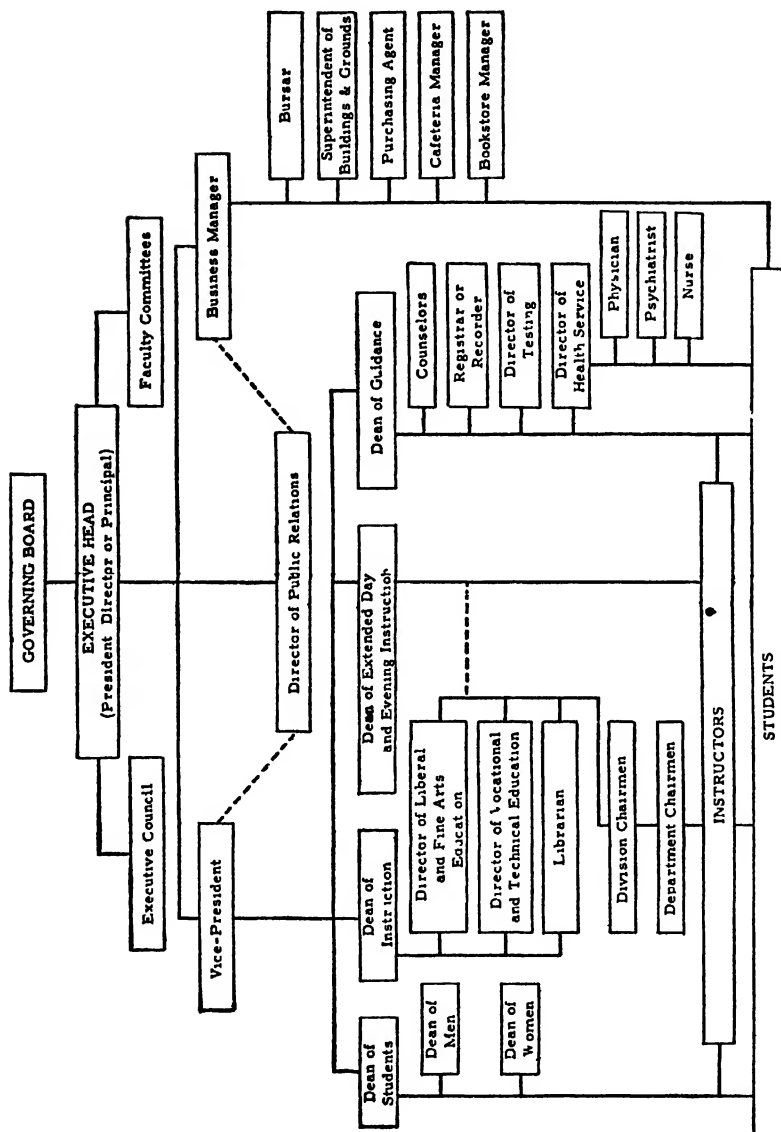 GOVERNING BOARD
EXECUTIVE HEAD
(President Director or Principal)
Executive Council
Faculty Committees
Vice-President
Business Manager
Director of Public Relations
Bursar
Superintendent of
Buildings & Grounds
Purchasing Agent
Cafeteria Manager
Bookstore Manager
Dean of
Students
Dean of
Instruction
Dean of Extended Day
and Evening Instruction
Dean of Guidance
Dean of
Men
Dean of
Women
Director of Liberal
and Fine Arts
Education
Director of Vocational
and Technical Education
Librarian
Division Chairmen
Department Chairmen
Counselors
Registrar or
Recorder
Director of
Testing
Director of
Health Service
Physician
Psychiatrist
Nurse
INSTRUCTORS
STUDENTS